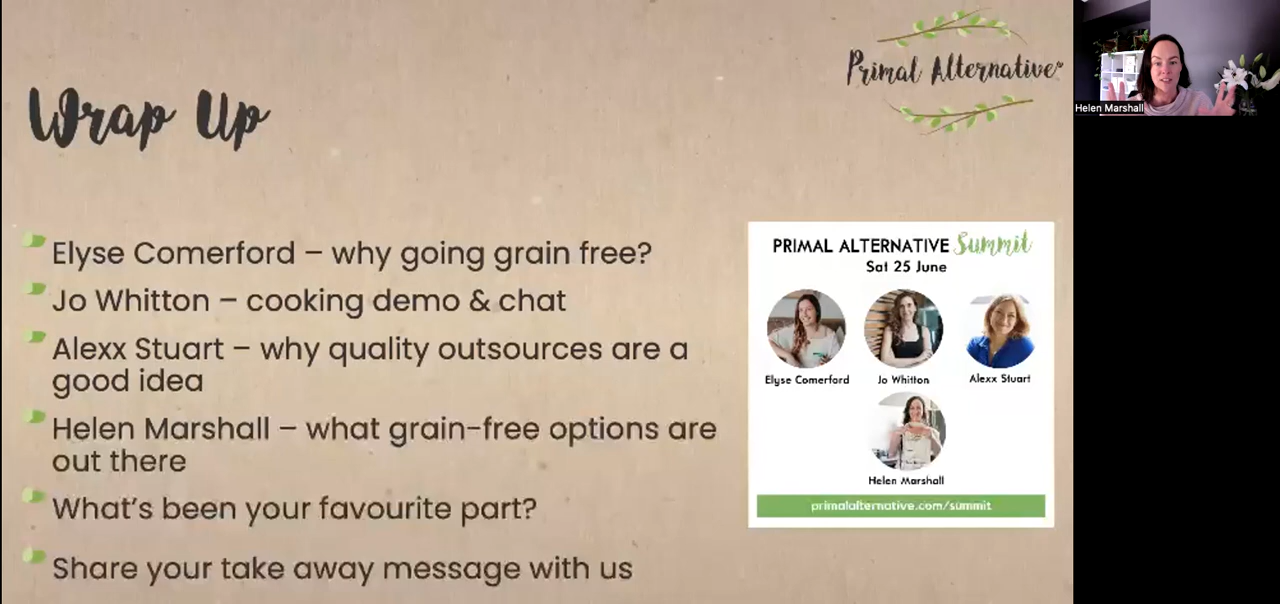 Primal Alternative
Wrap Up
Elyse Comerford – why going grain free?
Jo Whitton – cooking demo & chat
Alexx Stuart – why quality outsources are a
good idea
Helen Marshall – what grain-free options are
out there
What's been your favourite part?
Share your take away message with us
PRIMAL ALTERNATIVE Summit
Sat 25 June
Elyse Comerford
Jo Whitton
Alexx Stuart
Helen Marshall
primalalternative.com/summit
Helen Marshall